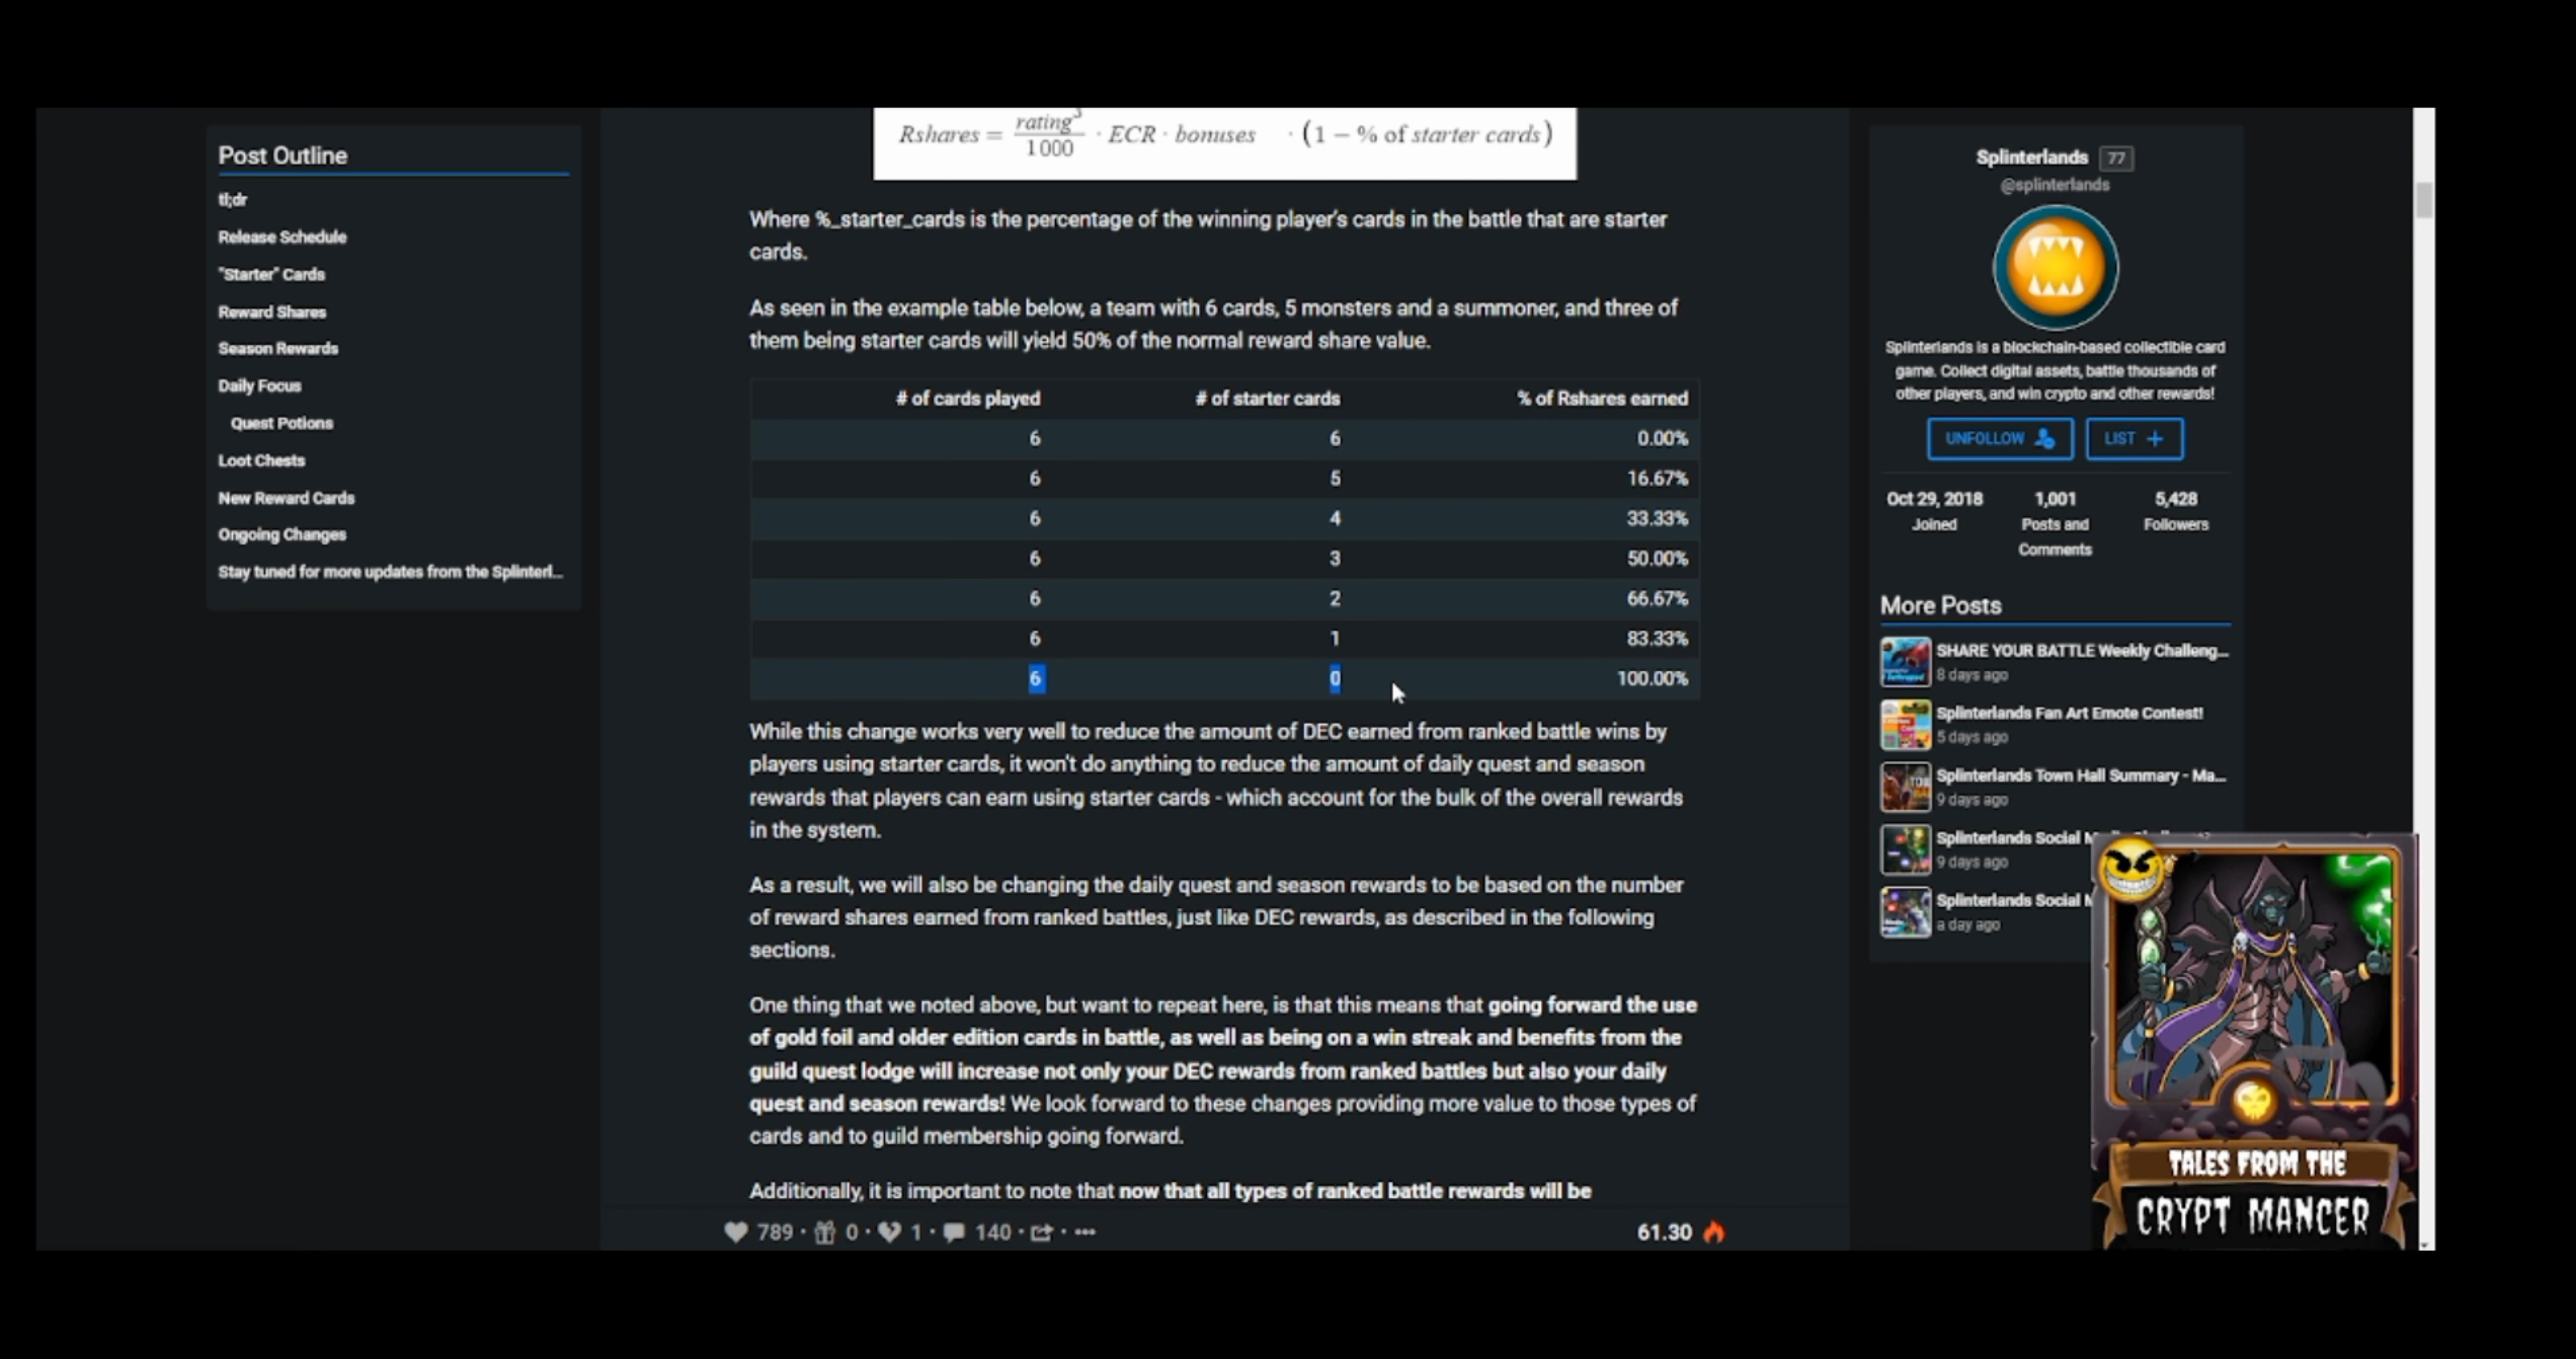 Post Outline
tl;dr
Release Schedule
"Starter" Cards
Reward Shares
Season Rewards
Daily Focus
Quest Potions
Loot Chests
New Reward Cards
Ongoing Changes
Stay tuned for more updates from the Splinterl...
Rshares = rating³/1000 · ECR · bonuses · (1 − % of starter cards)
Where %_starter_cards is the percentage of the winning player's cards in the battle that are starter
cards.
As seen in the example table below, a team with 6 cards, 5 monsters and a summoner, and three of
them being starter cards will yield 50% of the normal reward share value.
# of cards played # of starter cards % of Rshares earned
6 6 0.00%
6 5 16.67%
6 4 33.33%
6 3 50.00%
6 2 66.67%
6 1 83.33%
6 0 100.00%
While this change works very well to reduce the amount of DEC earned from ranked battle wins by
players using starter cards, it won't do anything to reduce the amount of daily quest and season
rewards that players can earn using starter cards - which account for the bulk of the overall rewards
in the system.
As a result, we will also be changing the daily quest and season rewards to be based on the number
of reward shares earned from ranked battles, just like DEC rewards, as described in the following
sections.
One thing that we noted above, but want to repeat here, is that this means that going forward the use
of gold foil and older edition cards in battle, as well as being on a win streak and benefits from the
guild quest lodge will increase not only your DEC rewards from ranked battles but also your daily
quest and season rewards! We look forward to these changes providing more value to those types of
cards and to guild membership going forward.
Additionally, it is important to note that now that all types of ranked battle rewards will be
789 · 0 · 1 · 140 · · ...
61.30
Splinterlands 77
@splinterlands
Splinterlands is a blockchain-based collectible card
game. Collect digital assets, battle thousands of
other players, and win crypto and other rewards!
UNFOLLOW LIST +
Oct 29, 2018 1,001 5,428
Joined Posts and Followers
Comments
More Posts
SHARE YOUR BATTLE Weekly Challeng...
8 days ago
Splinterlands Fan Art Emote Contest!
5 days ago
Splinterlands Town Hall Summary - Ma...
9 days ago
Splinterlands Social
9 days ago
Splinterlands Social
a day ago
TALES FROM THE
CRYPT MANCER